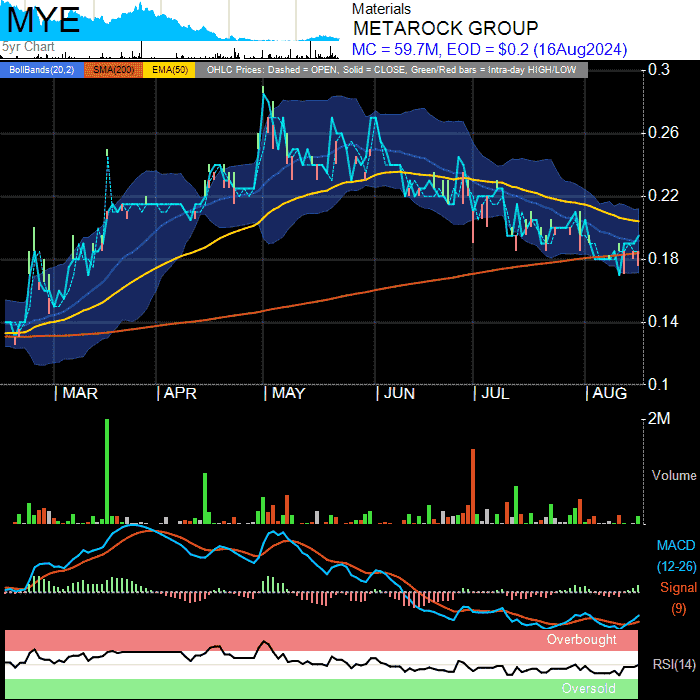 MYE
5yr Chart
Materials
METAROCK GROUP
MC = 59.7M, EOD = $0.2 (16Aug2024)
BollBands(20,2) SMA(200) EMA(50) OHLC Prices: Dashed = OPEN, Solid = CLOSE, Green/Red bars = Intra-day HIGH/LOW
0.3
0.26
0.22
0.18
0.14
0.1
MAR APR MAY JUN JUL AUG
2M
Volume
MACD
(12-26)
Signal
(9)
Overbought
RSI(14)
Oversold